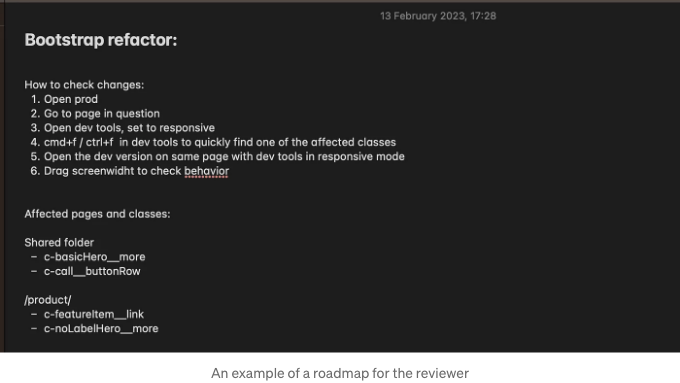 13 February 2023, 17:28
Bootstrap refactor:
How to check changes:
1. Open prod
2. Go to page in question
3. Open dev tools, set to responsive
4. cmd+f / ctrl+f in dev tools to quickly find one of the affected classes
5. Open the dev version on same page with dev tools in responsive mode
6. Drag screenwidht to check behavior
Affected pages and classes:
Shared folder
– c-basicHero__more
– c-call__buttonRow
/product/
– c-featureItem__link
– c-noLabelHero__more
An example of a roadmap for the reviewer